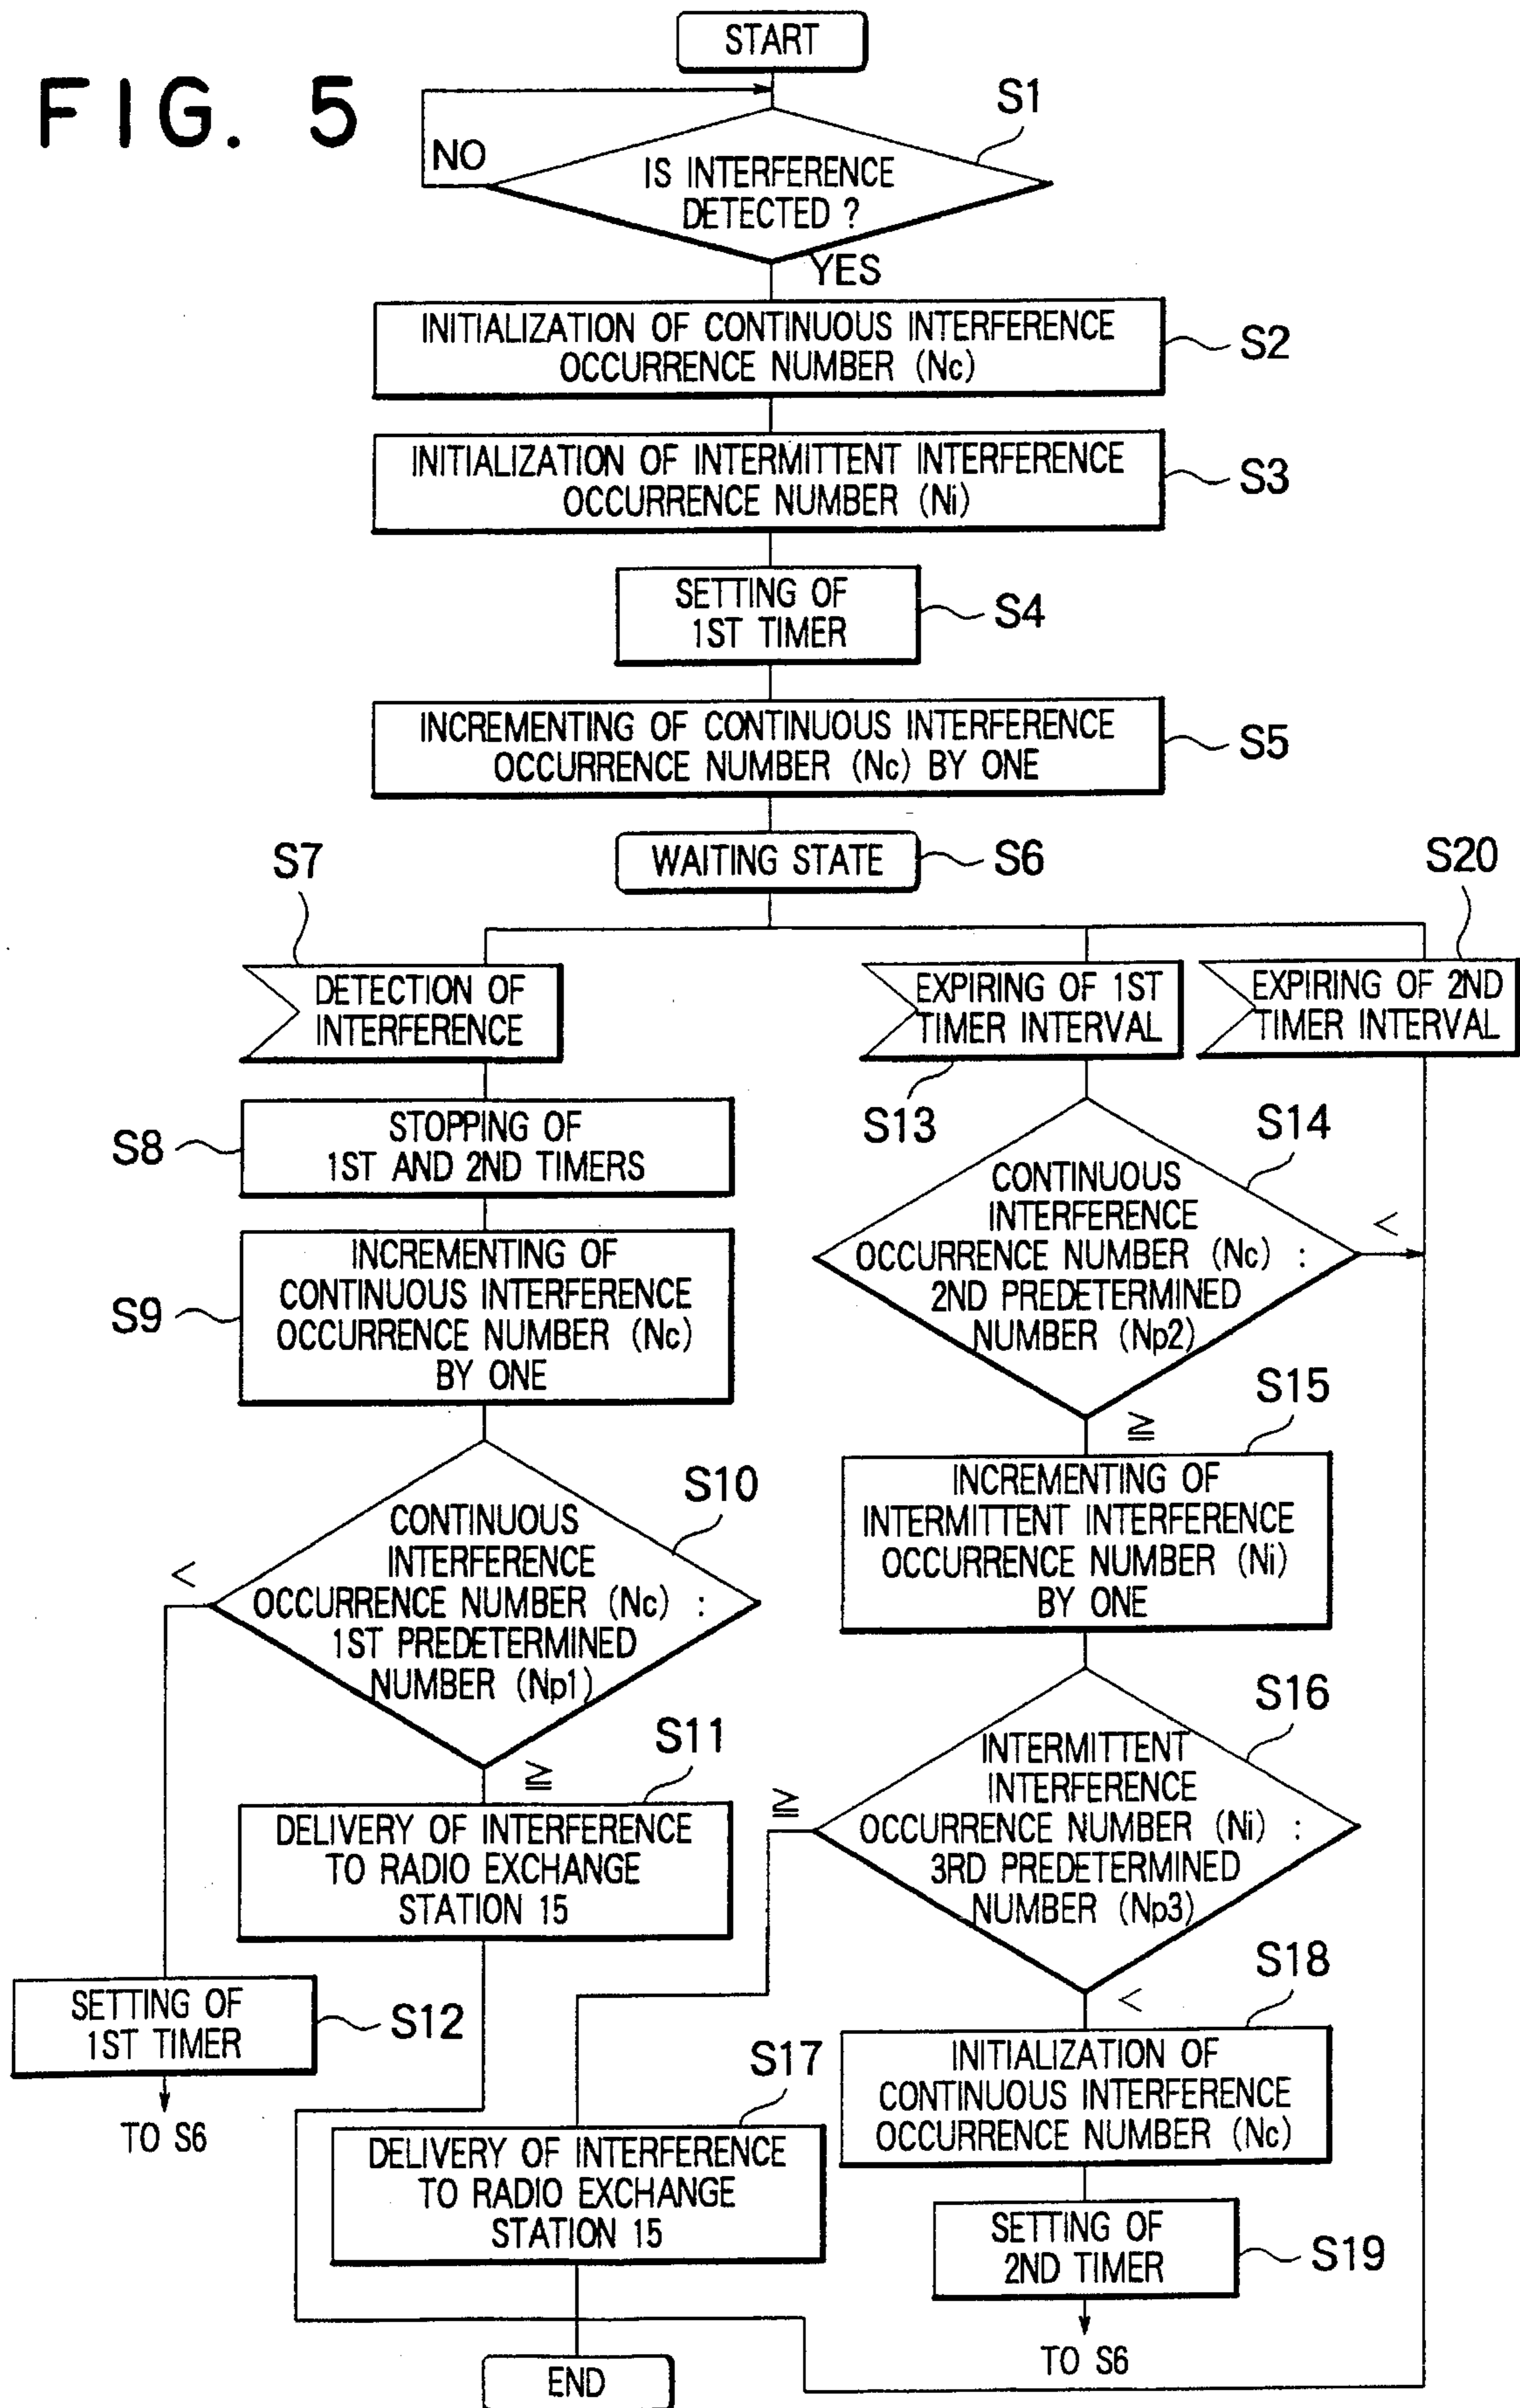 FIG. 5
START
S1
NO
IS INTERFERENCE
DETECTED ?
YES
INITIALIZATION OF CONTINUOUS INTERFERENCE
OCCURRENCE NUMBER (Nc)
S2
INITIALIZATION OF INTERMITTENT INTERFERENCE
OCCURRENCE NUMBER (Ni)
S3
SETTING OF
1ST TIMER
S4
INCREMENTING OF CONTINUOUS INTERFERENCE
OCCURRENCE NUMBER (Nc) BY ONE
S5
WAITING STATE
S6
S7
DETECTION OF
INTERFERENCE
S8
STOPPING OF
1ST AND 2ND TIMERS
S9
INCREMENTING OF
CONTINUOUS INTERFERENCE
OCCURRENCE NUMBER (Nc)
BY ONE
S10
CONTINUOUS
INTERFERENCE
OCCURRENCE NUMBER (Nc) :
1ST PREDETERMINED
NUMBER (Np1)
<
≧
S11
DELIVERY OF INTERFERENCE
TO RADIO EXCHANGE
STATION 15
SETTING OF
1ST TIMER
S12
TO S6
EXPIRING OF 1ST
TIMER INTERVAL
S13
S20
EXPIRING OF 2ND
TIMER INTERVAL
S14
CONTINUOUS
INTERFERENCE
OCCURRENCE NUMBER (Nc) :
2ND PREDETERMINED
NUMBER (Np2)
<
≧
S15
INCREMENTING OF
INTERMITTENT INTERFERENCE
OCCURRENCE NUMBER (Ni)
BY ONE
S16
INTERMITTENT
INTERFERENCE
OCCURRENCE NUMBER (Ni) :
3RD PREDETERMINED
NUMBER (Np3)
≧
<
S17
DELIVERY OF INTERFERENCE
TO RADIO EXCHANGE
STATION 15
S18
INITIALIZATION OF
CONTINUOUS INTERFERENCE
OCCURRENCE NUMBER (Nc)
SETTING OF
2ND TIMER
S19
TO S6
END